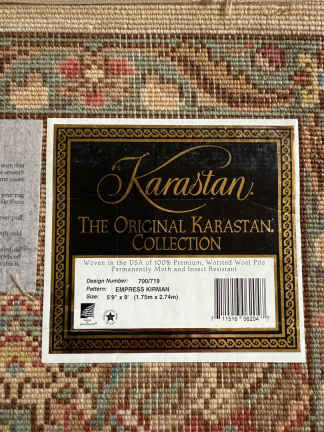 Karastan.
THE ORIGINAL KARASTAN®
COLLECTION
Woven in the USA of 100% Premium, Worsted Wool Pile
Permanently Moth and Insect Resistant
Design Number: 700/719
Pattern: EMPRESS KIRMAN
Size: 5'9" x 9' (1.75m x 2.74m)